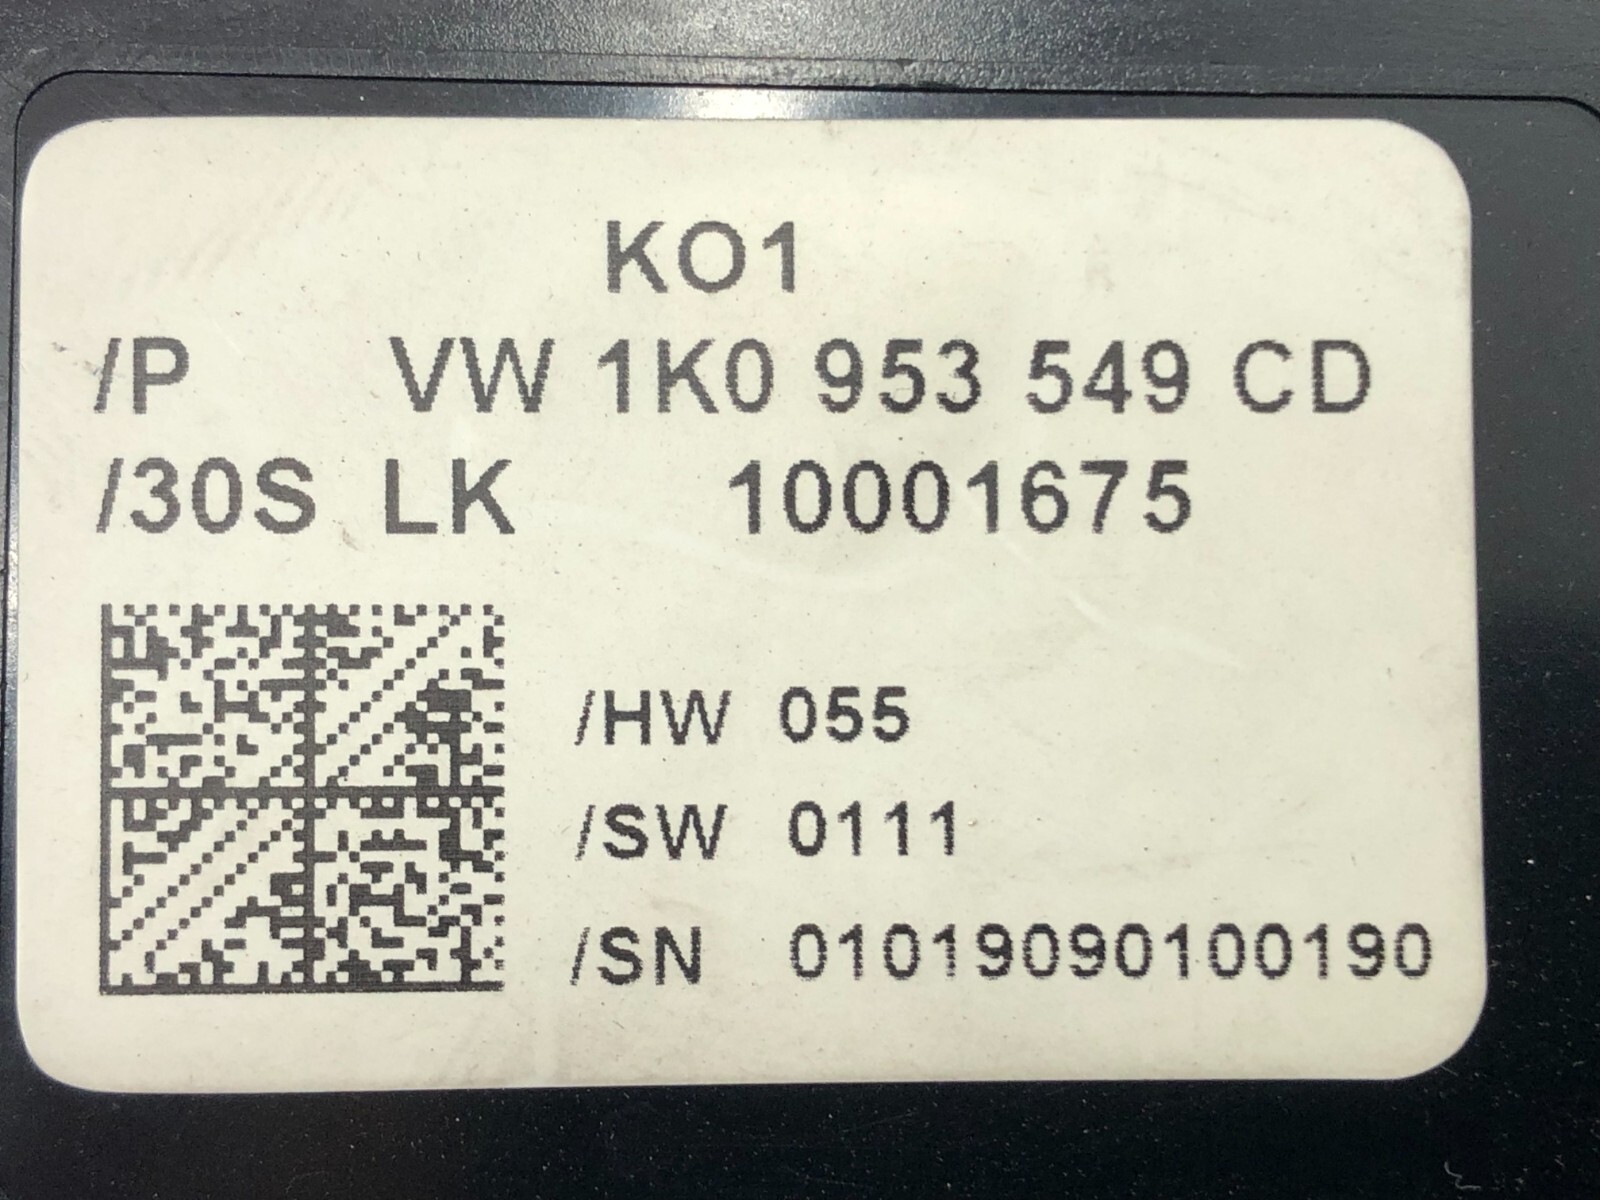 KO1
/P VW 1K0 953 549 CD
/30S LK 10001675
/HW 055
/SW 0111
/SN 01019090100190